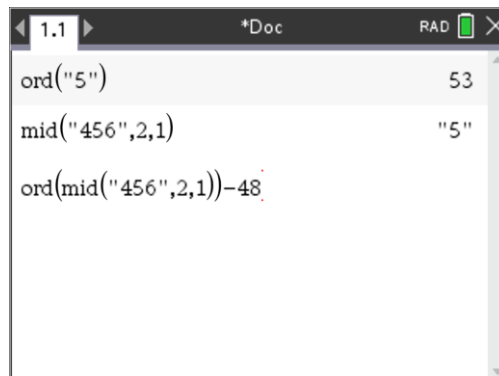 1.1 *Doc RAD
ord("5") 53
mid("456",2,1) "5"
ord(mid("456",2,1))−48